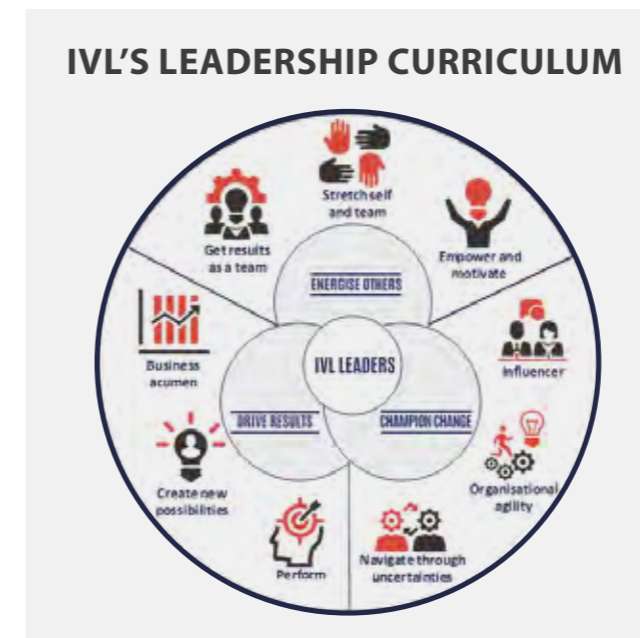 IVL'S LEADERSHIP CURRICULUM
Stretch self
and team
Get results
as a team
Empower and
motivate
ENERGISE OTHERS
Business
acumen
IVL LEADERS
Influencer
DRIVE RESULTS
CHAMPION CHANGE
Create new
possibilities
Organisational
agility
Perform
Navigate through
uncertainties